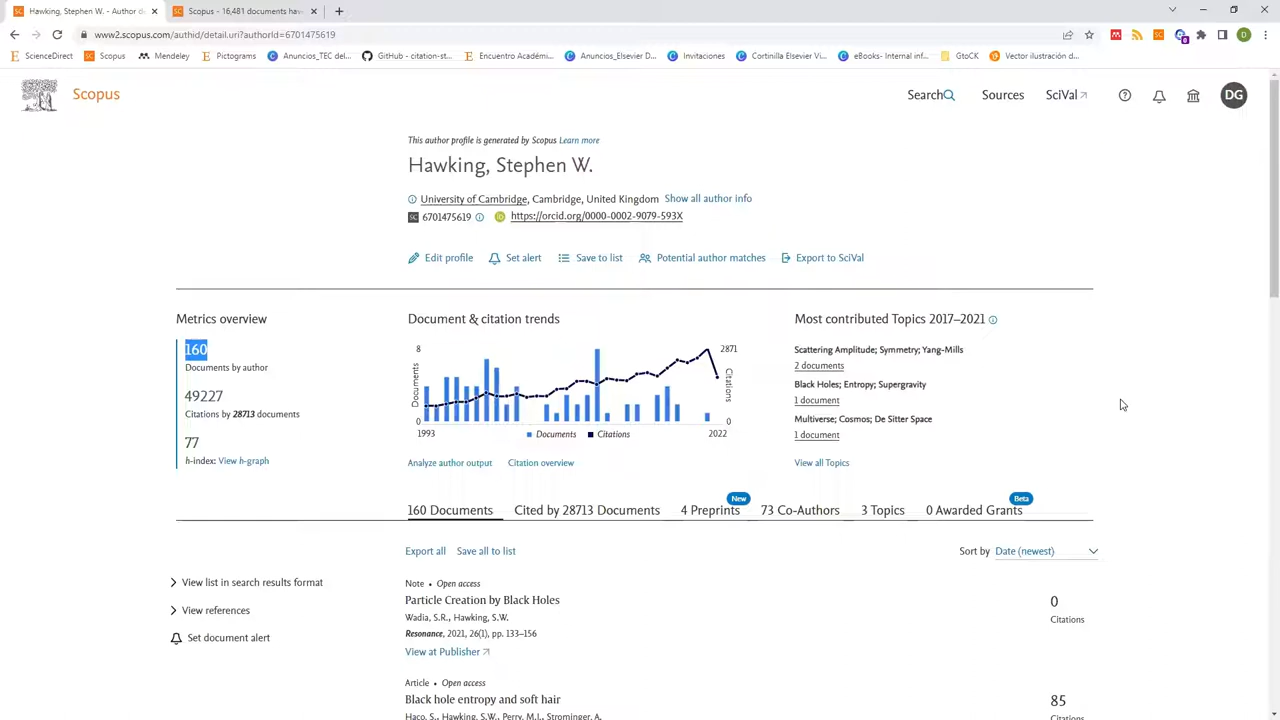 Hawking, Stephen W. - Author de
Scopus - 16,481 documents hav
www2.scopus.com/authid/detail.uri?authorId=6701475619
D
ScienceDirect
Scopus
Mendeley
Pictograms
Anuncios_TEC del...
GitHub - citation-st...
Encuentro Académi...
Anuncios_Elsevier D...
Invitaciones
Cortinilla Elsevier Vi...
eBooks- Internal inf...
GtoCK
Vector ilustración d...
Scopus
Search
Sources
SciVal
DG
This author profile is generated by Scopus Learn more
Hawking, Stephen W.
University of Cambridge, Cambridge, United Kingdom Show all author info
SC 6701475619 iD https://orcid.org/0000-0002-9079-593X
Edit profile
Set alert
Save to list
Potential author matches
Export to SciVal
Metrics overview
160
Documents by author
49227
Citations by 28713 documents
77
h-index: View h-graph
Document & citation trends
8
2871
Documents
Citations
0
0
1993
2022
Documents
Citations
Analyze author output
Citation overview
Most contributed Topics 2017–2021
Scattering Amplitude; Symmetry; Yang-Mills
2 documents
Black Holes; Entropy; Supergravity
1 document
Multiverse; Cosmos; De Sitter Space
1 document
View all Topics
New
Beta
160 Documents
Cited by 28713 Documents
4 Preprints
73 Co-Authors
3 Topics
0 Awarded Grants
Export all
Save all to list
Sort by Date (newest)
View list in search results format
View references
Set document alert
Note • Open access
Particle Creation by Black Holes
Wadia, S.R., Hawking, S.W.
Resonance, 2021, 26(1), pp. 133–156
View at Publisher
0
Citations
Article • Open access
Black hole entropy and soft hair
Haco, S., Hawking, S.W., Perry, M.J., Strominger, A.
85
Citations